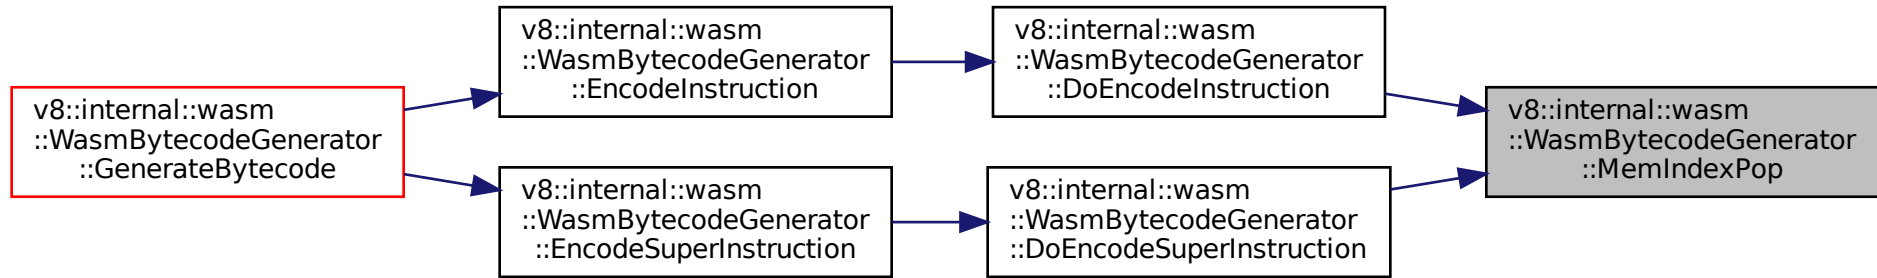 v8::internal::wasm
::WasmBytecodeGenerator
::GenerateBytecode
v8::internal::wasm
::WasmBytecodeGenerator
::EncodeInstruction
v8::internal::wasm
::WasmBytecodeGenerator
::DoEncodeInstruction
v8::internal::wasm
::WasmBytecodeGenerator
::MemIndexPop
v8::internal::wasm
::WasmBytecodeGenerator
::EncodeSuperInstruction
v8::internal::wasm
::WasmBytecodeGenerator
::DoEncodeSuperInstruction